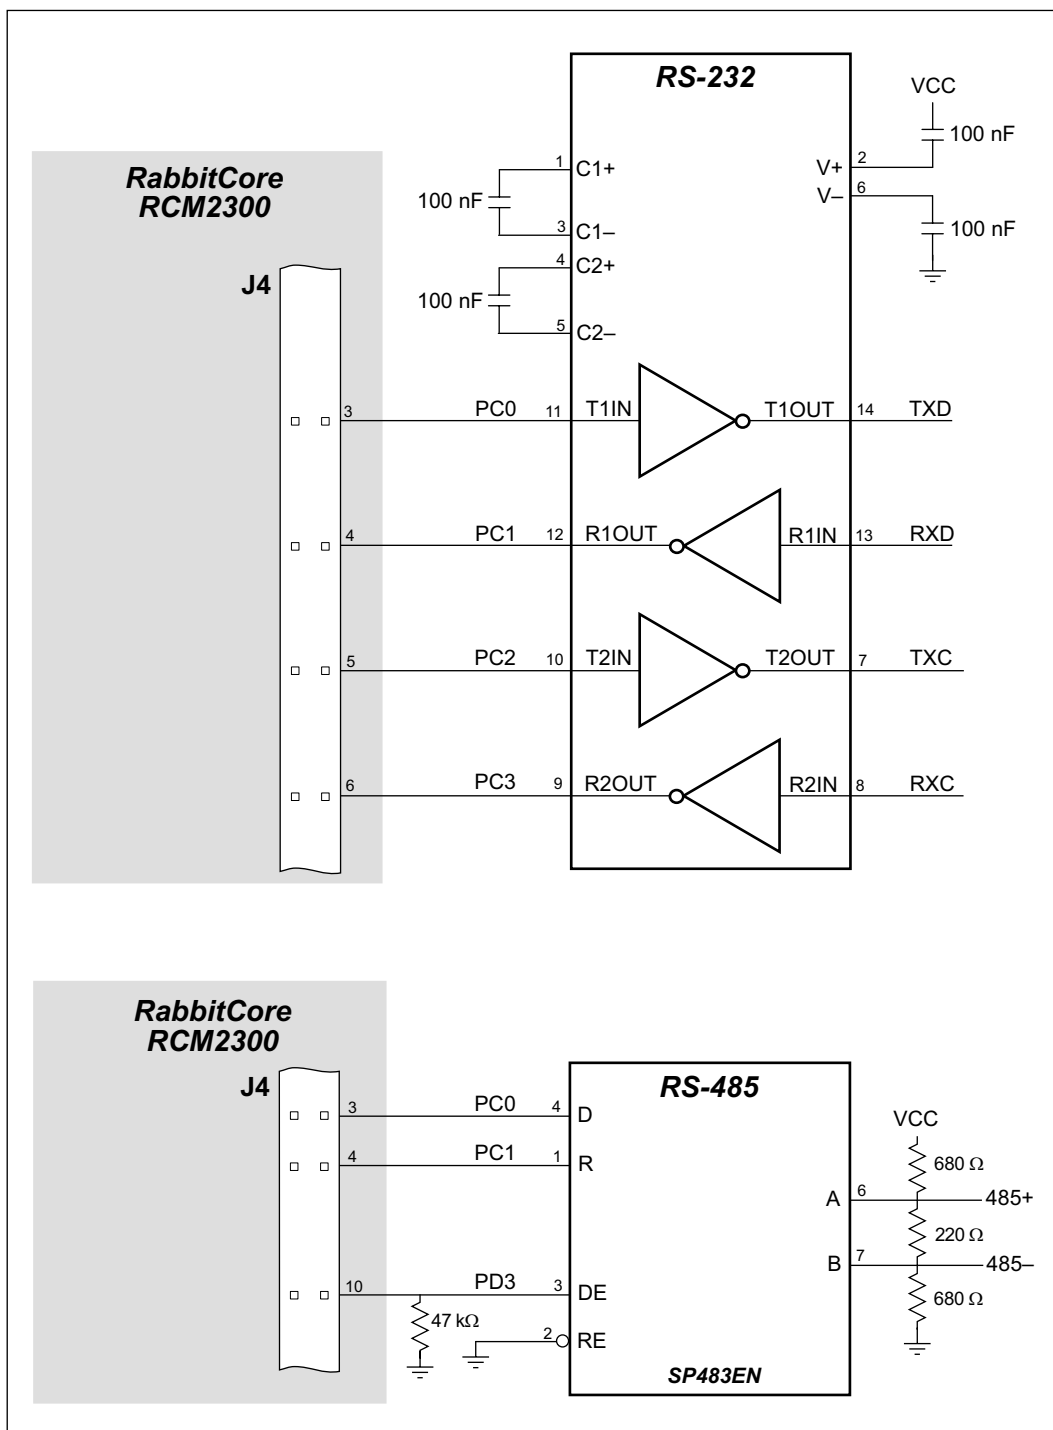 RS-232
VCC
100 nF
2
V+
6
V–
100 nF
1
C1+
100 nF
3
C1–
4
C2+
100 nF
5
C2–
RabbitCore
RCM2300
J4
3
PC0
11
T1IN
T1OUT
14
TXD
4
PC1
12
R1OUT
R1IN
13
RXD
5
PC2
10
T2IN
T2OUT
7
TXC
6
PC3
9
R2OUT
R2IN
8
RXC
RabbitCore
RCM2300
J4
RS-485
3
PC0
4
D
4
PC1
1
R
10
PD3
3
DE
47 kΩ
2
RE
SP483EN
VCC
680 Ω
A
6
485+
220 Ω
B
7
485–
680 Ω